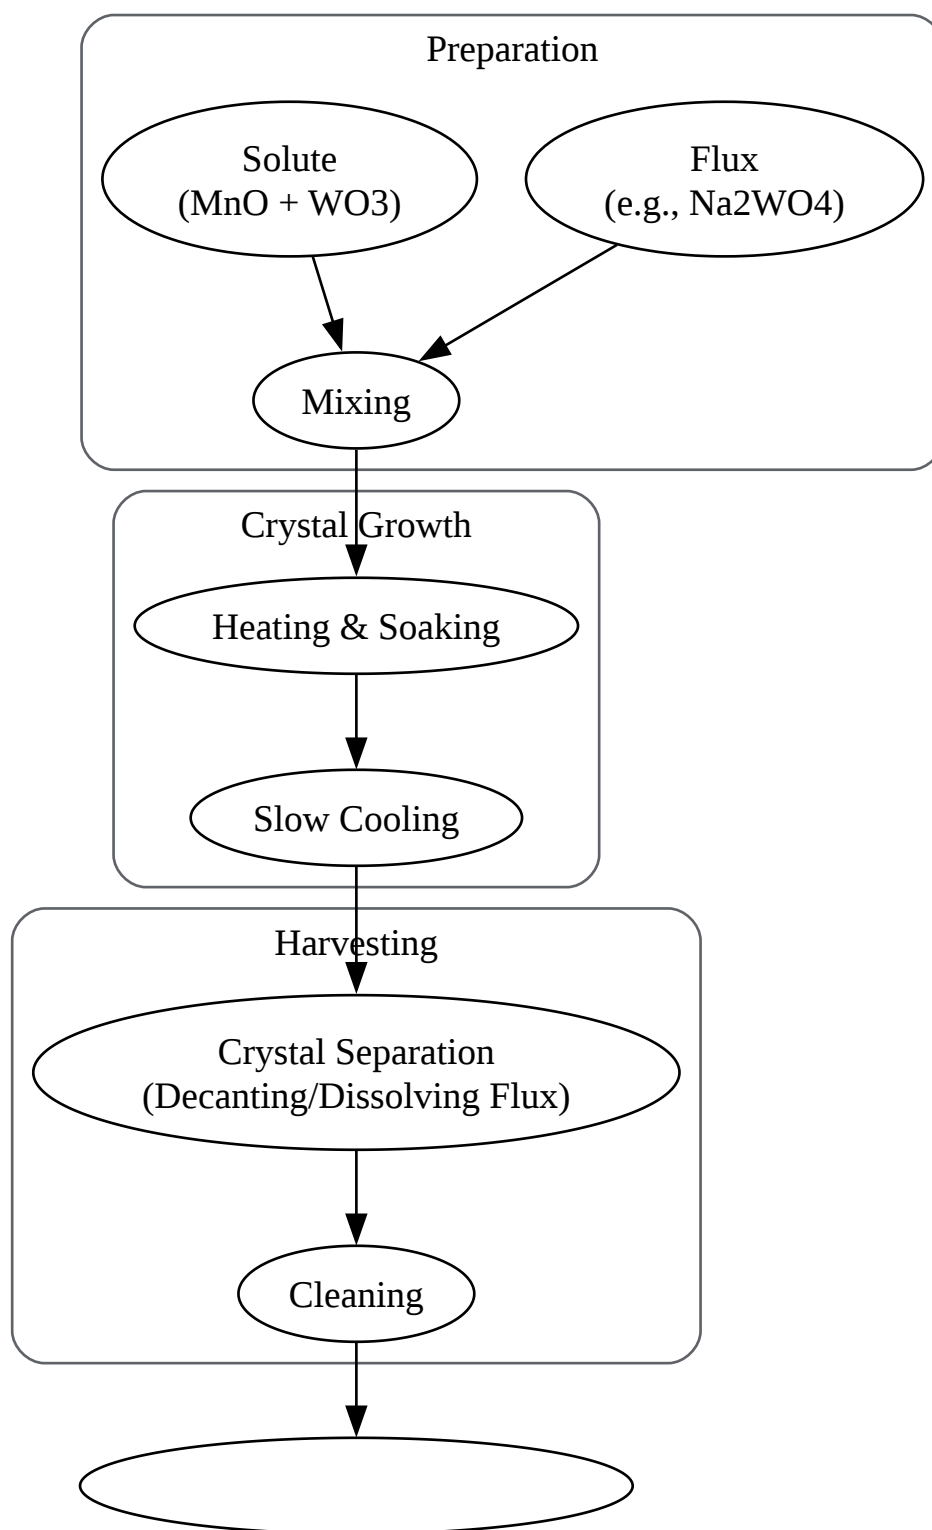 Preparation
Solute
(MnO + WO3)
Flux
(e.g., Na2WO4)
Mixing
Crystal Growth
Heating & Soaking
Slow Cooling
Harvesting
Crystal Separation
(Decanting/Dissolving Flux)
Cleaning